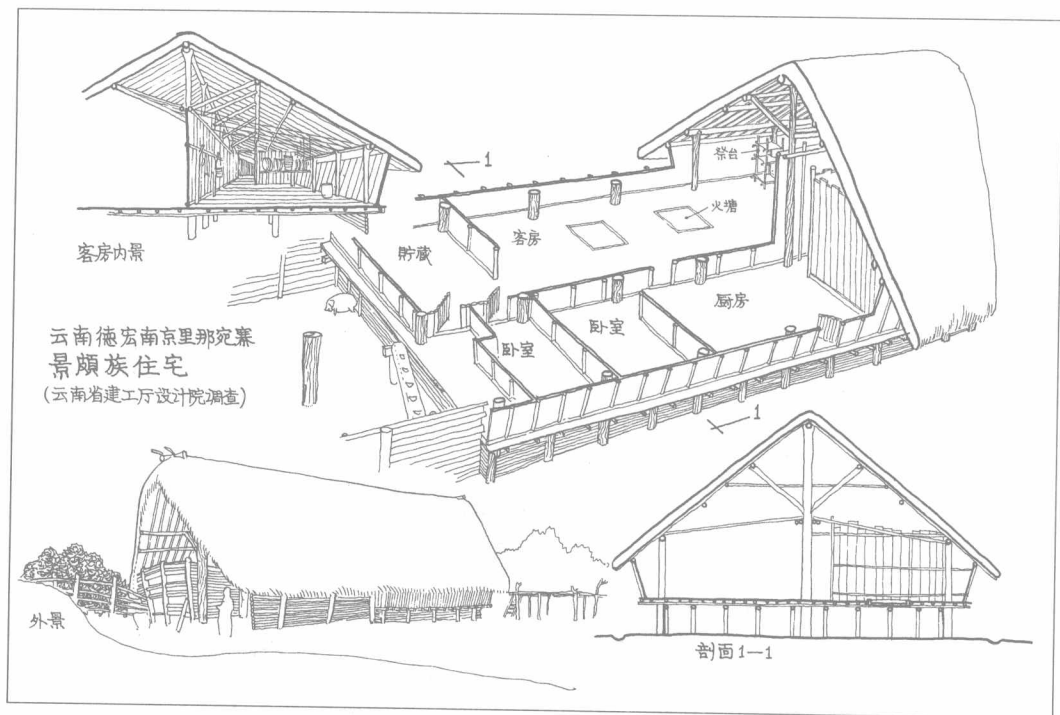 客房内景
云南德宏南京里那宛寨
景颇族住宅
(云南省建工厅设计院调查)
1
祭台
火塘
客房
貯蔵
厨房
卧室
卧室
1
外景
剖面1—1